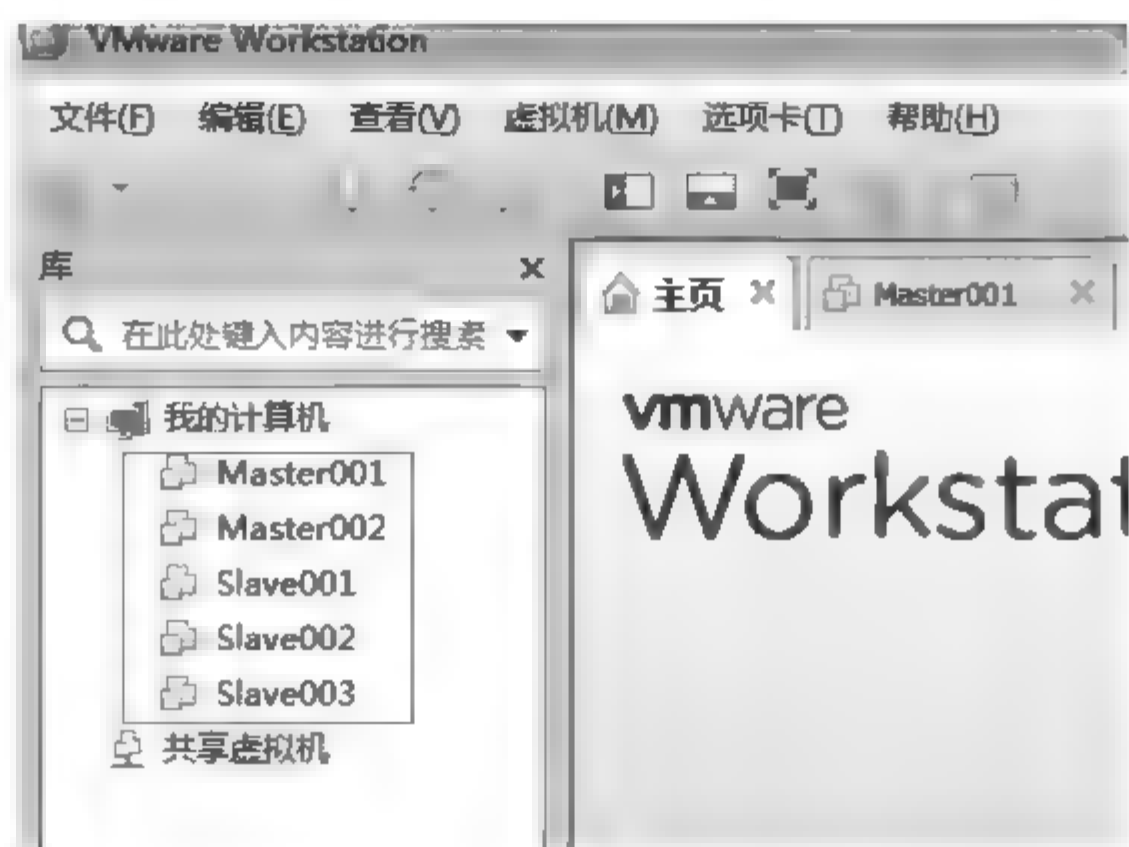 VMware Workstation
文件(F) 编辑(E) 查看(V) 虚拟机(M) 选项卡(T) 帮助(H)
库
主页 Master001
在此处键入内容进行搜索
我的计算机
Master001
Master002
Slave001
Slave002
Slave003
共享虚拟机
vmware
Worksta